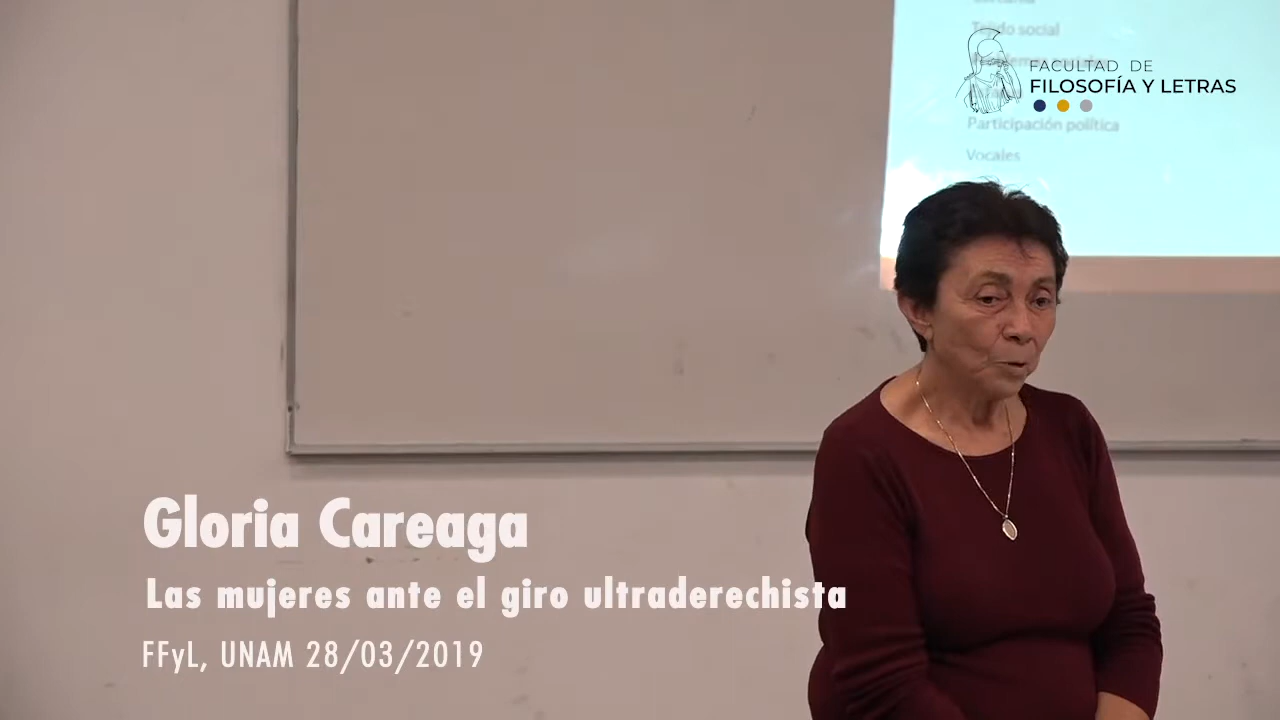 Tejido social
FACULTAD DE
FILOSOFÍA Y LETRAS
Participación política
Vocales
Gloria Careaga
Las mujeres ante el giro ultraderechista
FFyL, UNAM 28/03/2019